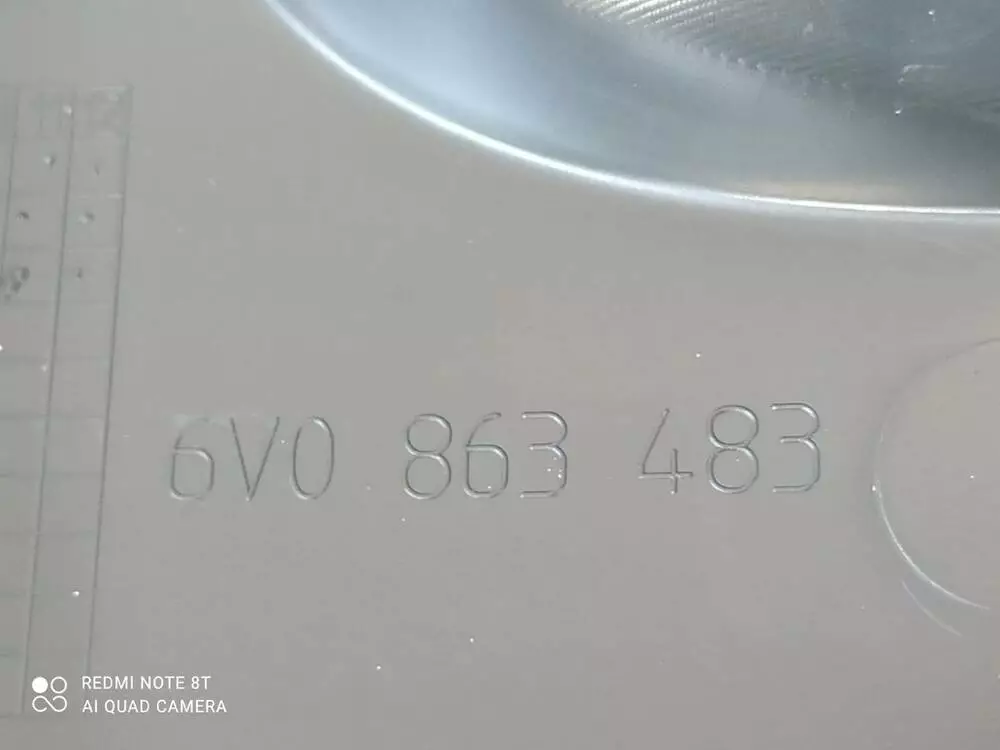 6V0 863 483
REDMI NOTE 8T
AI QUAD CAMERA